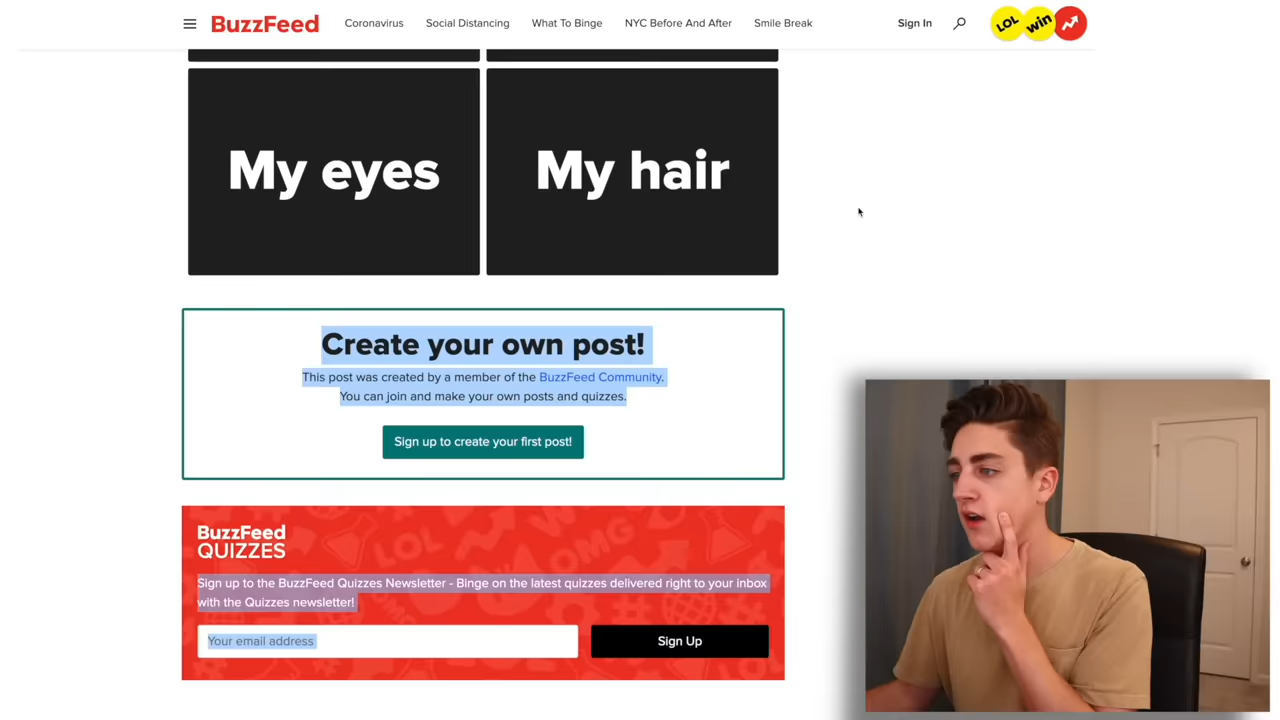 BuzzFeed
Coronavirus Social Distancing What To Binge NYC Before And After Smile Break Sign In LOL win
My eyes
My hair
Create your own post!
This post was created by a member of the BuzzFeed Community.
You can join and make your own posts and quizzes.
Sign up to create your first post!
BuzzFeed
QUIZZES
Sign up to the BuzzFeed Quizzes Newsletter - Binge on the latest quizzes delivered right to your inbox
with the Quizzes newsletter!
Your email address
Sign Up
LOL
OMG